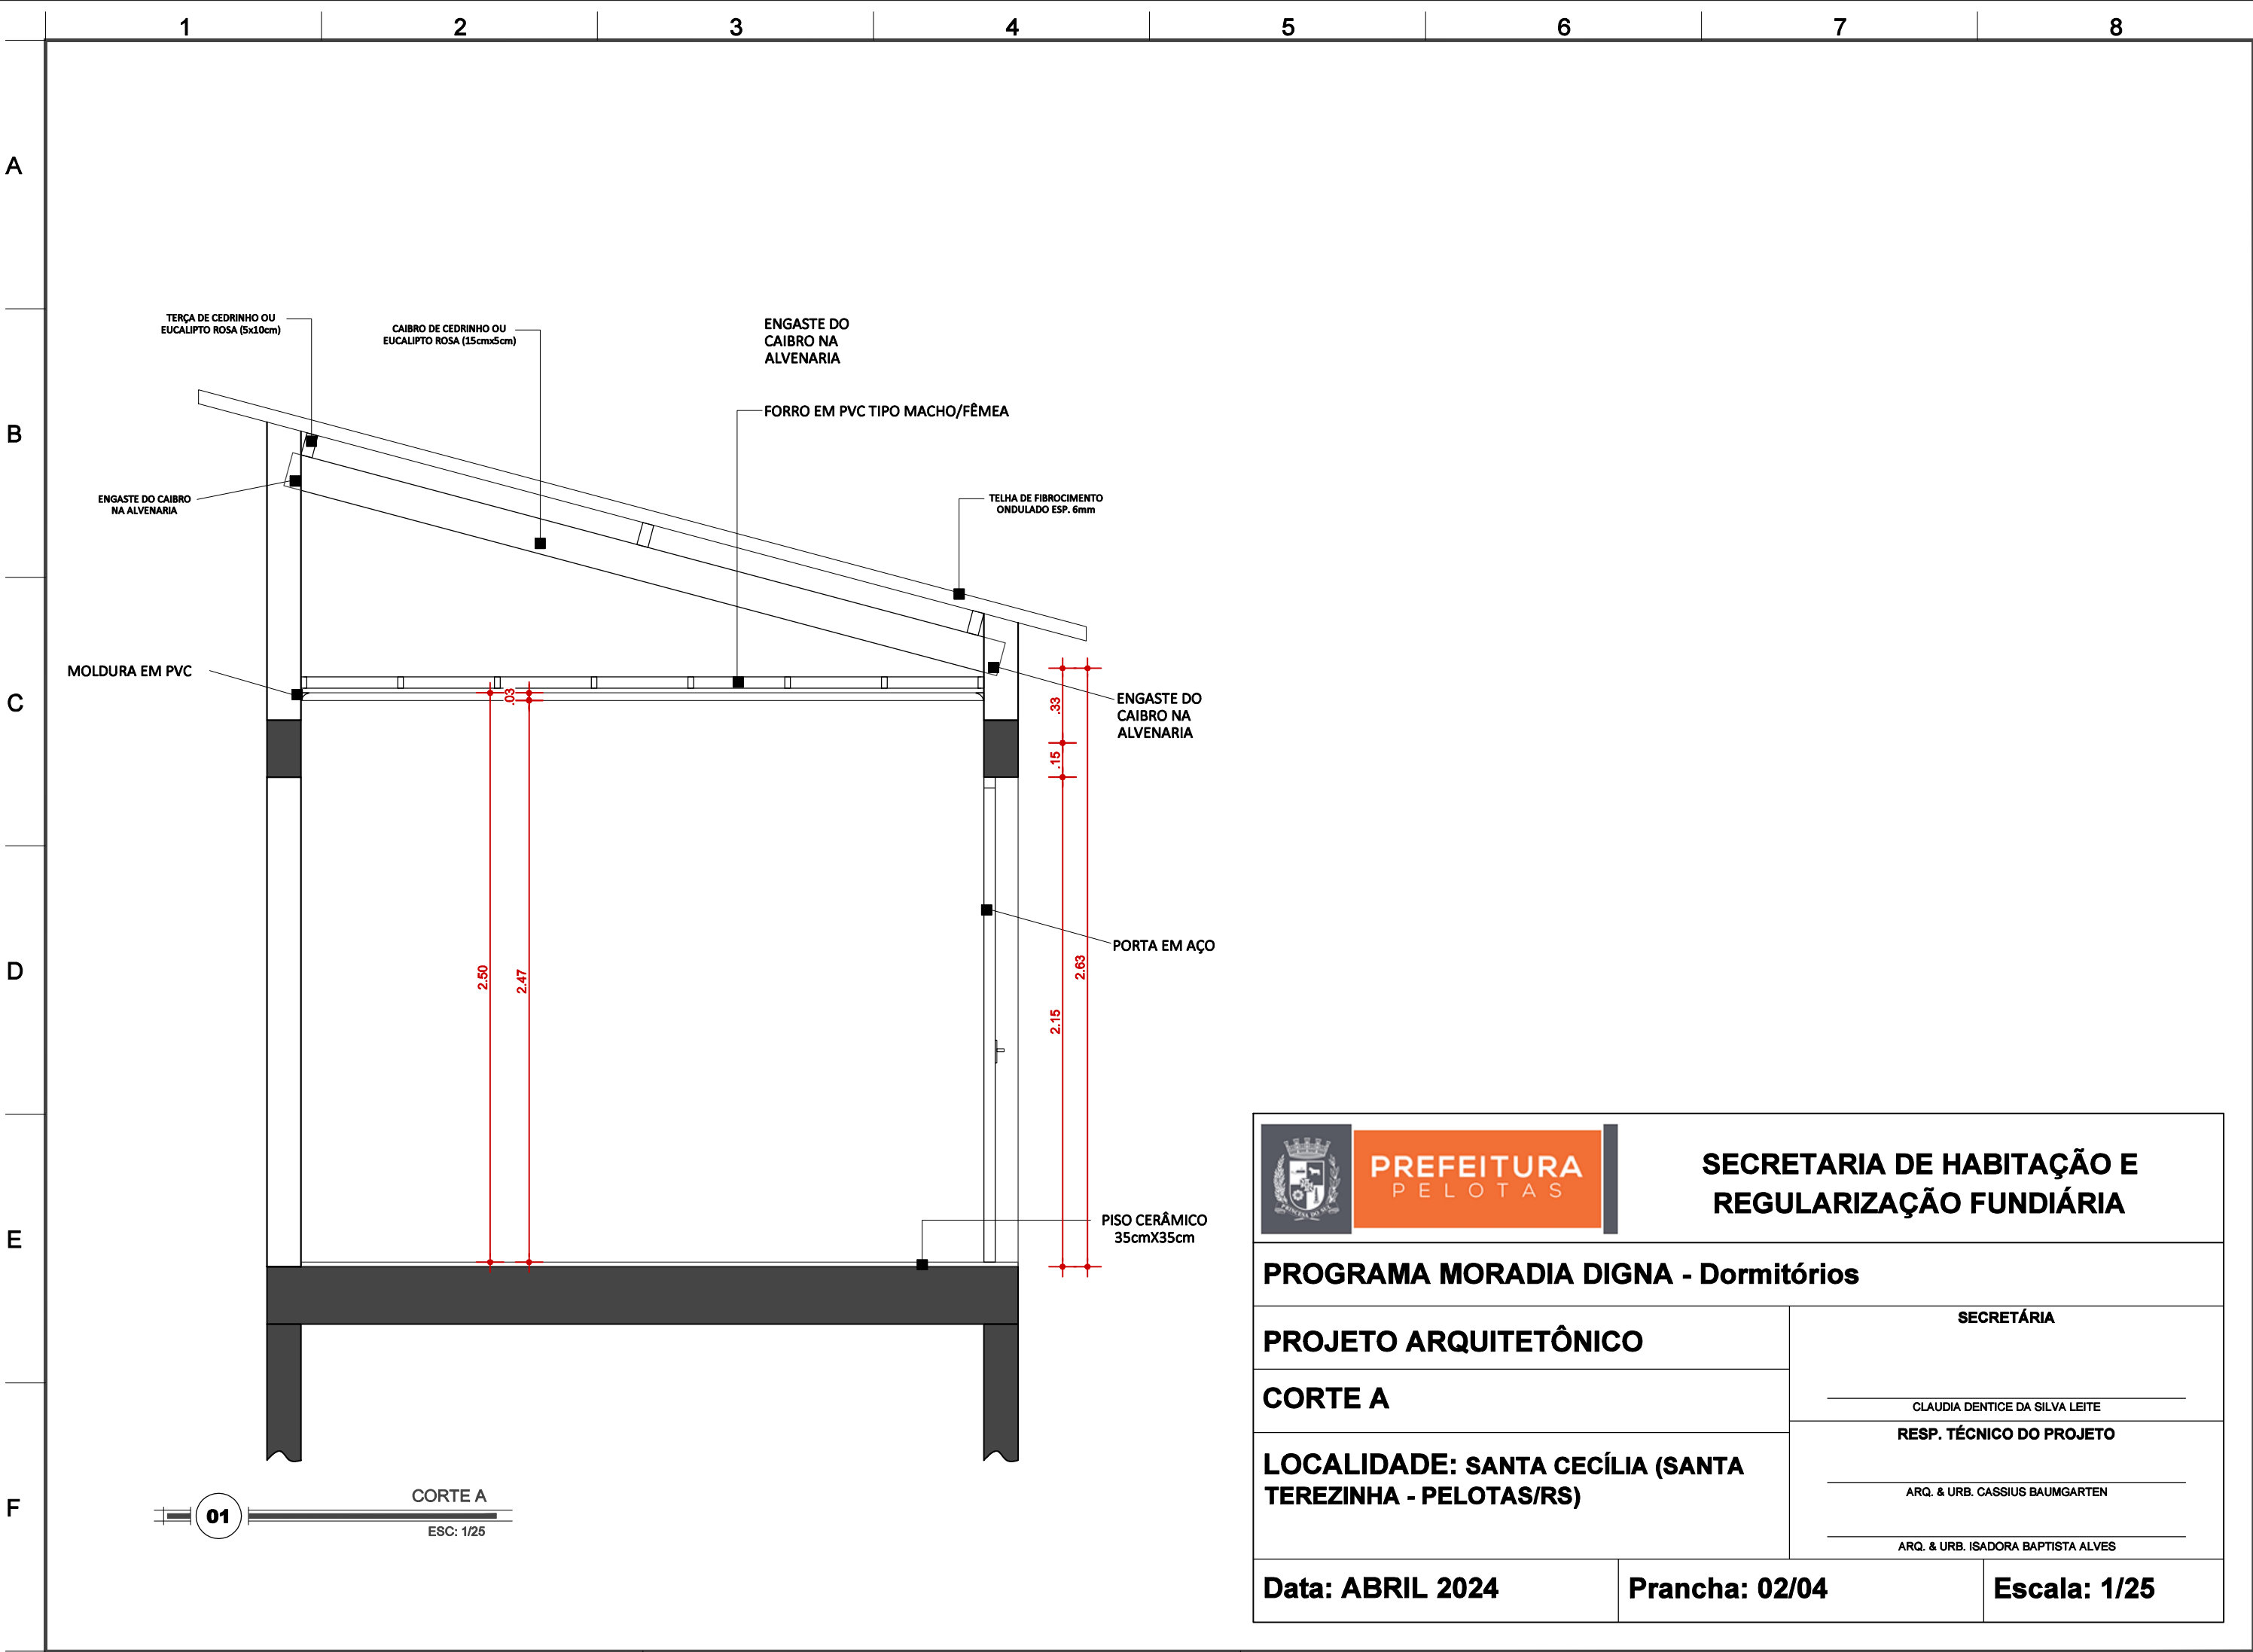 1 2 3 4 5 6 7 8
A
B
C
D
E
F
TERÇA DE CEDRINHO OU
EUCALIPTO ROSA (5x10cm)
CAIBRO DE CEDRINHO OU
EUCALIPTO ROSA (15cmx5cm)
ENGASTE DO
CAIBRO NA
ALVENARIA
FORRO EM PVC TIPO MACHO/FÊMEA
ENGASTE DO CAIBRO
NA ALVENARIA
TELHA DE FIBROCIMENTO
ONDULADO ESP. 6mm
MOLDURA EM PVC
ENGASTE DO
CAIBRO NA
ALVENARIA
.03
.33
.15
2.50
2.47
2.63
2.15
PORTA EM AÇO
PISO CERÂMICO
35cmX35cm
01
CORTE A
ESC: 1/25
PRINCESA DO SUL
PREFEITURA
PELOTAS
SECRETARIA DE HABITAÇÃO E
REGULARIZAÇÃO FUNDIÁRIA
PROGRAMA MORADIA DIGNA - Dormitórios
PROJETO ARQUITETÔNICO
CORTE A
LOCALIDADE: SANTA CECÍLIA (SANTA
TEREZINHA - PELOTAS/RS)
SECRETÁRIA
CLAUDIA DENTICE DA SILVA LEITE
RESP. TÉCNICO DO PROJETO
ARQ. & URB. CASSIUS BAUMGARTEN
ARQ. & URB. ISADORA BAPTISTA ALVES
Data: ABRIL 2024
Prancha: 02/04
Escala: 1/25